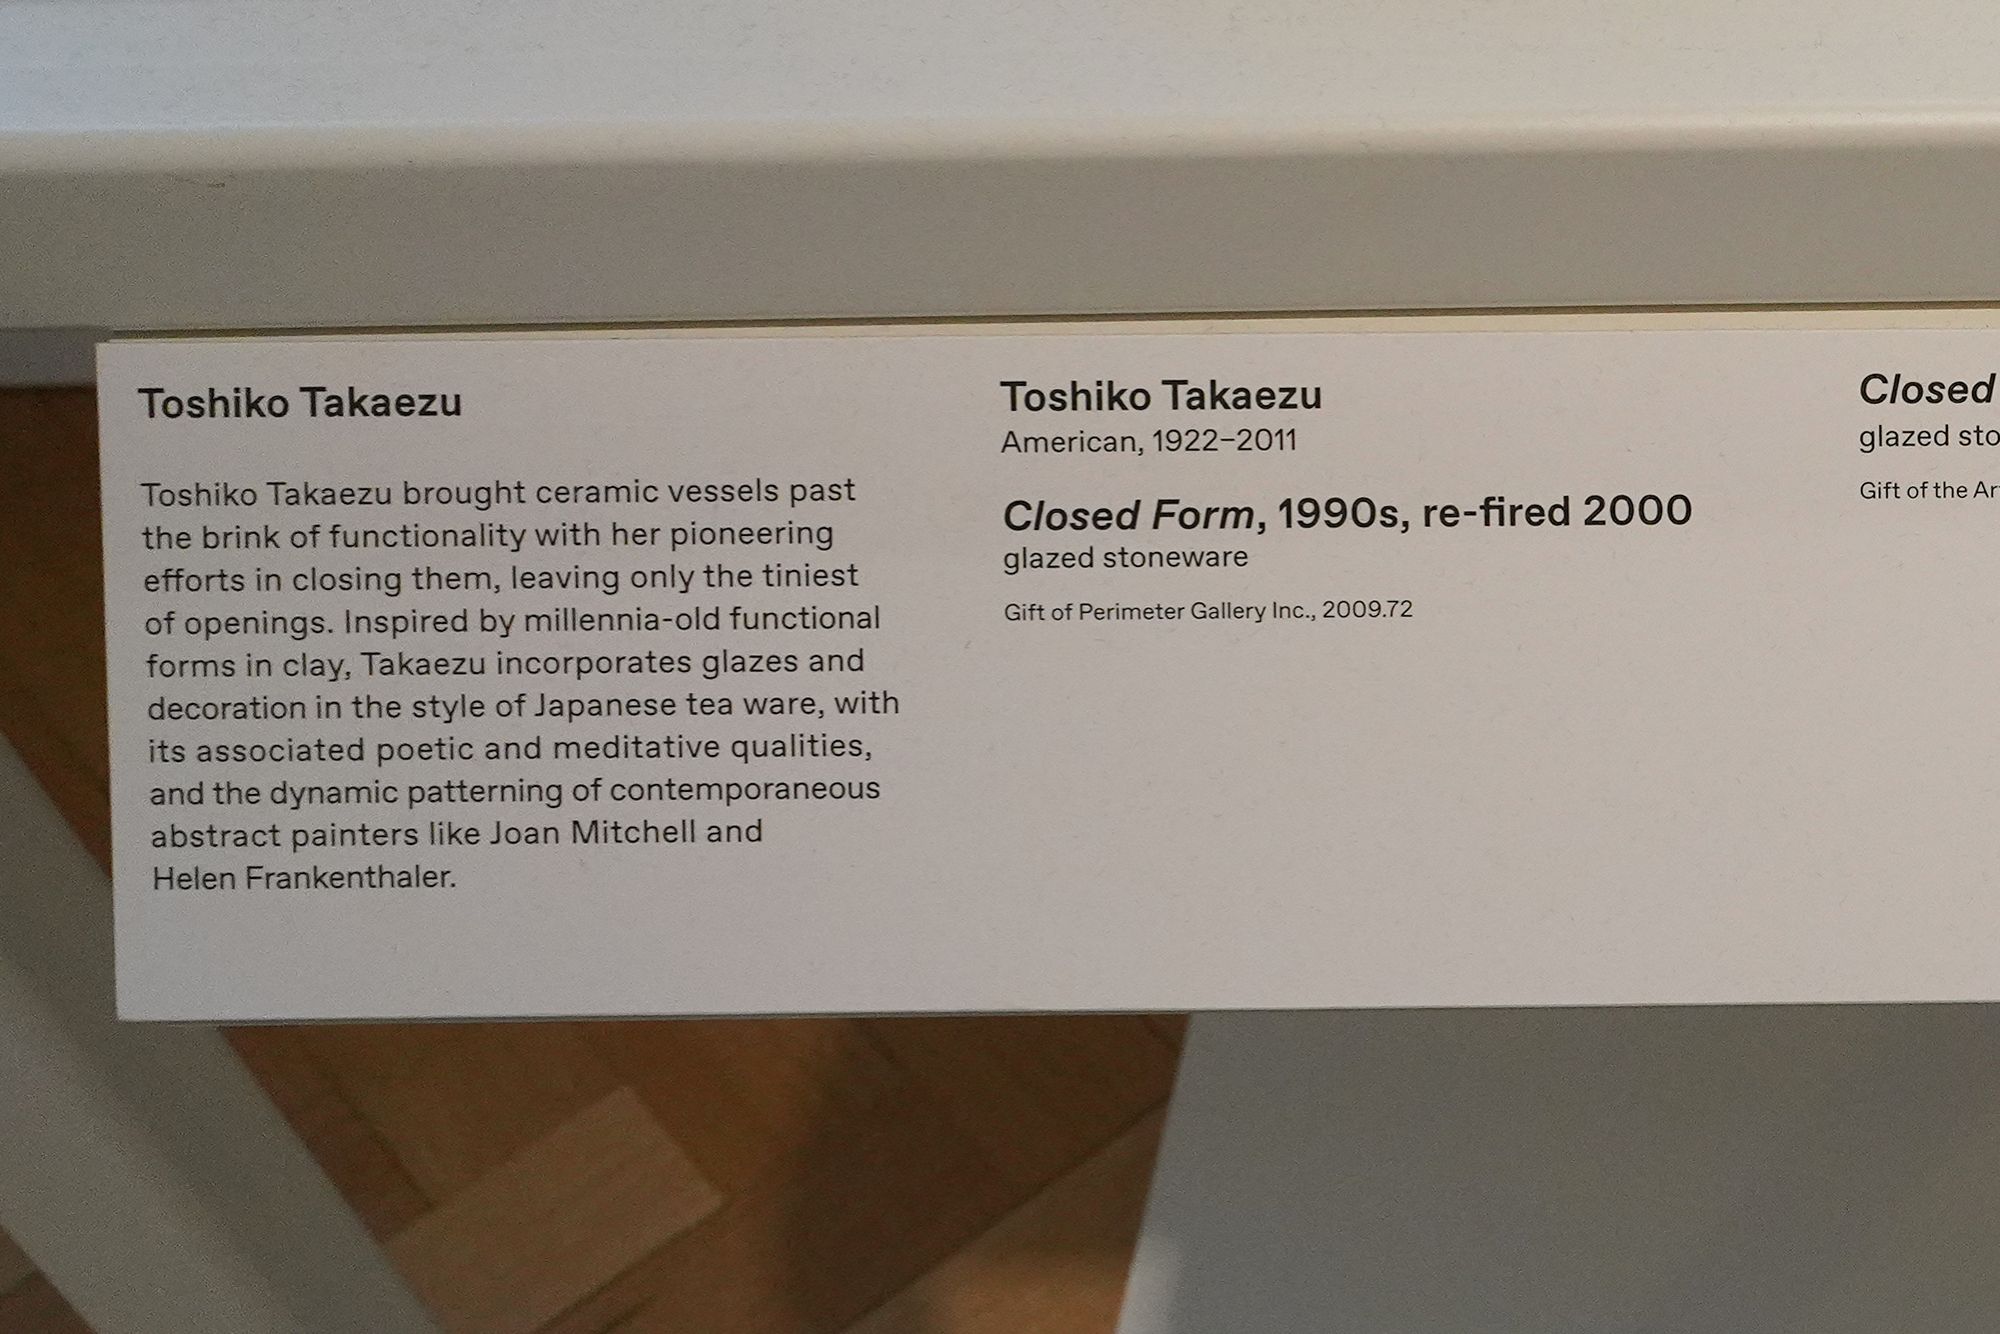 Toshiko Takaezu
Toshiko Takaezu brought ceramic vessels past
the brink of functionality with her pioneering
efforts in closing them, leaving only the tiniest
of openings. Inspired by millennia-old functional
forms in clay, Takaezu incorporates glazes and
decoration in the style of Japanese tea ware, with
its associated poetic and meditative qualities,
and the dynamic patterning of contemporaneous
abstract painters like Joan Mitchell and
Helen Frankenthaler.
Toshiko Takaezu
American, 1922–2011
Closed Form, 1990s, re-fired 2000
glazed stoneware
Gift of Perimeter Gallery Inc., 2009.72
Closed
glazed
Gift of the